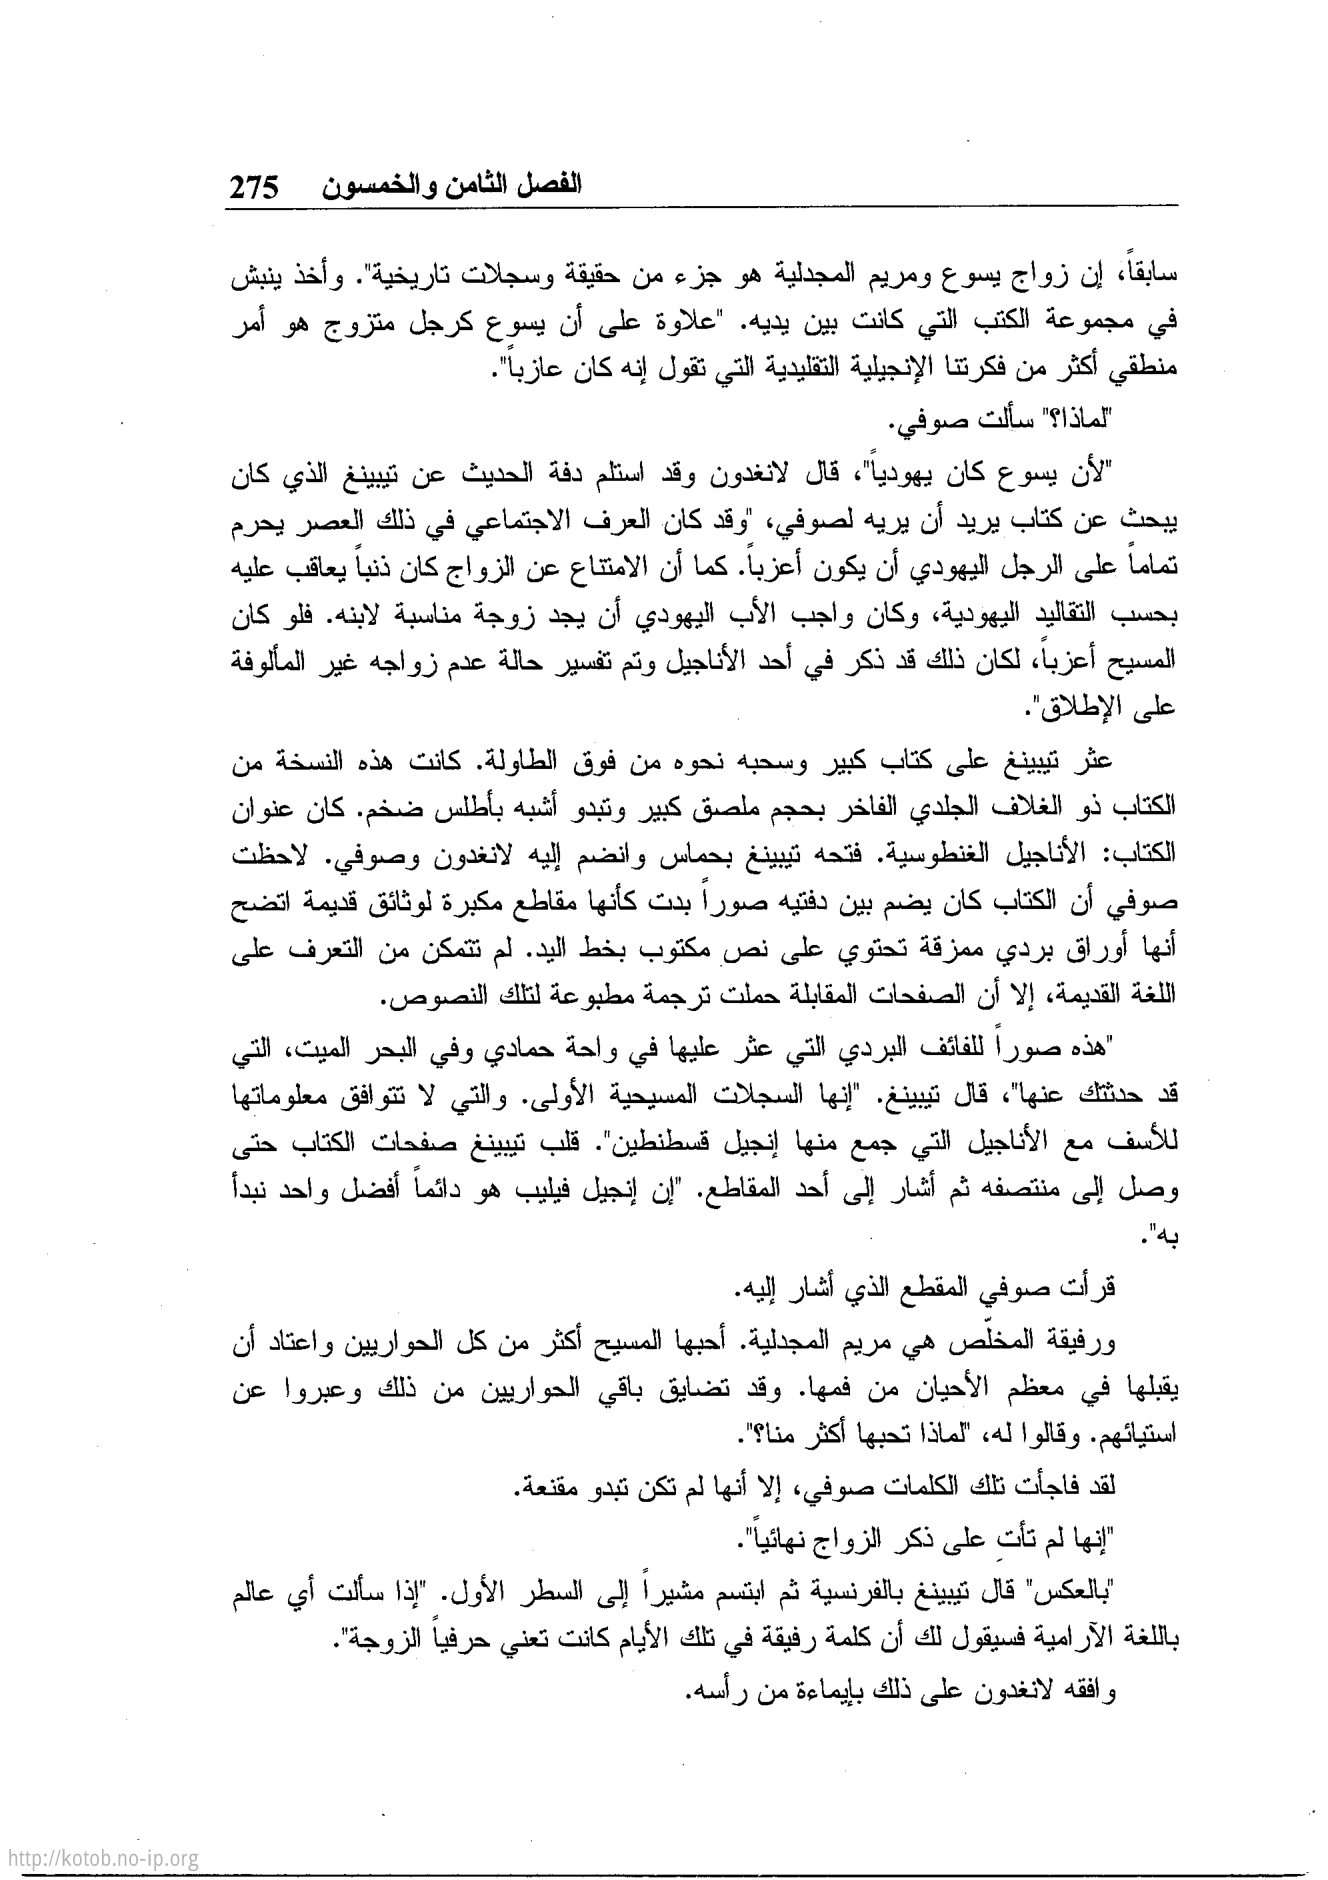 الفصل الثامن والخمسون 275
سابقاً، إن زواج يسوع ومريم المجدلية هو جزء من حقيقة وسجلات تاريخية". وأخذ ينبش
في مجموعة الكتب التي كانت بين يديه. "علاوة على أن يسوع كرجل متزوج هو أمر
منطقي أكثر من فكرتنا الإنجيلية التقليدية التي تقول إنه كان عازباً".
"لماذا؟" سألت صوفي.
"لأن يسوع كان يهودياً"، قال لانغدون وقد استلم دفة الحديث عن تيبينغ الذي كان
يبحث عن كتاب يريد أن يريه لصوفي، "وقد كان العرف الاجتماعي في ذلك العصر يحرم
تماماً على الرجل اليهودي أن يكون أعزباً. كما أن الامتناع عن الزواج كان ذنباً يعاقب عليه
بحسب التقاليد اليهودية، وكان واجب الأب اليهودي أن يجد زوجة مناسبة لابنه. فلو كان
المسيح أعزباً، لكان ذلك قد ذكر في أحد الأناجيل وتم تفسير حالة عدم زواجه غير المألوفة
على الإطلاق".
عثر تيبينغ على كتاب كبير وسحبه نحوه من فوق الطاولة. كانت هذه النسخة من
الكتاب ذو الغلاف الجلدي الفاخر بحجم ملصق كبير وتبدو أشبه بأطلس ضخم. كان عنوان
الكتاب: الأناجيل الغنطوسية. فتحه تيبينغ بحماس وانضم إليه لانغدون وصوفي. لاحظت
صوفي أن الكتاب كان يضم بين دفتيه صوراً بدت كأنها مقاطع مكبرة لوثائق قديمة اتضح
أنها أوراق بردي ممزقة تحتوي على نص مكتوب بخط اليد. لم تتمكن من التعرف على
اللغة القديمة، إلا أن الصفحات المقابلة حملت ترجمة مطبوعة لتلك النصوص.
"هذه صوراً للفائف البردي التي عثر عليها في واحة حمادي وفي البحر الميت، التي
قد حدثتك عنها"، قال تيبينغ. "إنها السجلات المسيحية الأولى. والتي لا تتوافق معلوماتها
للأسف مع الأناجيل التي جمع منها إنجيل قسطنطين". قلب تيبينغ صفحات الكتاب حتى
وصل إلى منتصفه ثم أشار إلى أحد المقاطع. "إن إنجيل فيليب هو دائماً أفضل واحد نبدأ
به".
قرأت صوفي المقطع الذي أشار إليه.
ورفيقة المخلّص هي مريم المجدلية. أحبها المسيح أكثر من كل الحواريين واعتاد أن
يقبلها في معظم الأحيان من فمها. وقد تضايق باقي الحواريين من ذلك وعبروا عن
استيائهم. وقالوا له، "لماذا تحبها أكثر منا؟".
لقد فاجأت تلك الكلمات صوفي، إلا أنها لم تكن تبدو مقنعة.
"إنها لم تأتِ على ذكر الزواج نهائياً".
"بالعكس" قال تيبينغ بالفرنسية ثم ابتسم مشيراً إلى السطر الأول. "إذا سألت أي عالم
باللغة الآرامية فسيقول لك أن كلمة رفيقة في تلك الأيام كانت تعني حرفياً الزوجة".
وافقه لانغدون على ذلك بإيماءة من رأسه.
http://kotob.no-ip.org